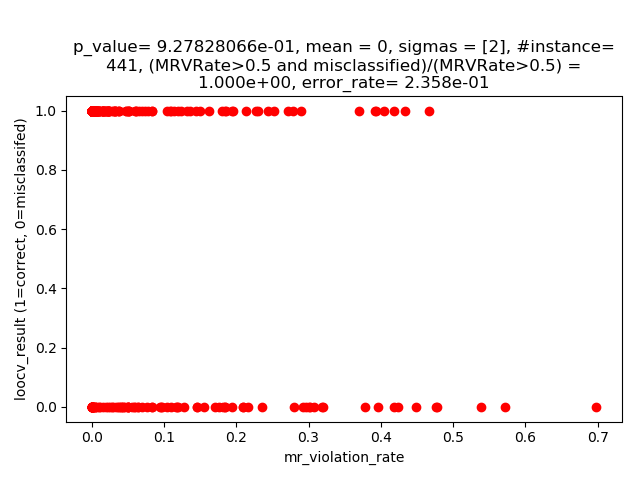 p_value= 9.27828066e-01, mean = 0, sigmas = [2], #instance=
441, (MRVRate>0.5 and misclassified)/(MRVRate>0.5) =
1.000e+00, error_rate= 2.358e-01
1.0
0.8
0.6
0.4
0.2
0.0
loocv_result (1=correct, 0=misclassifed)
0.0 0.1 0.2 0.3 0.4 0.5 0.6 0.7
mr_violation_rate